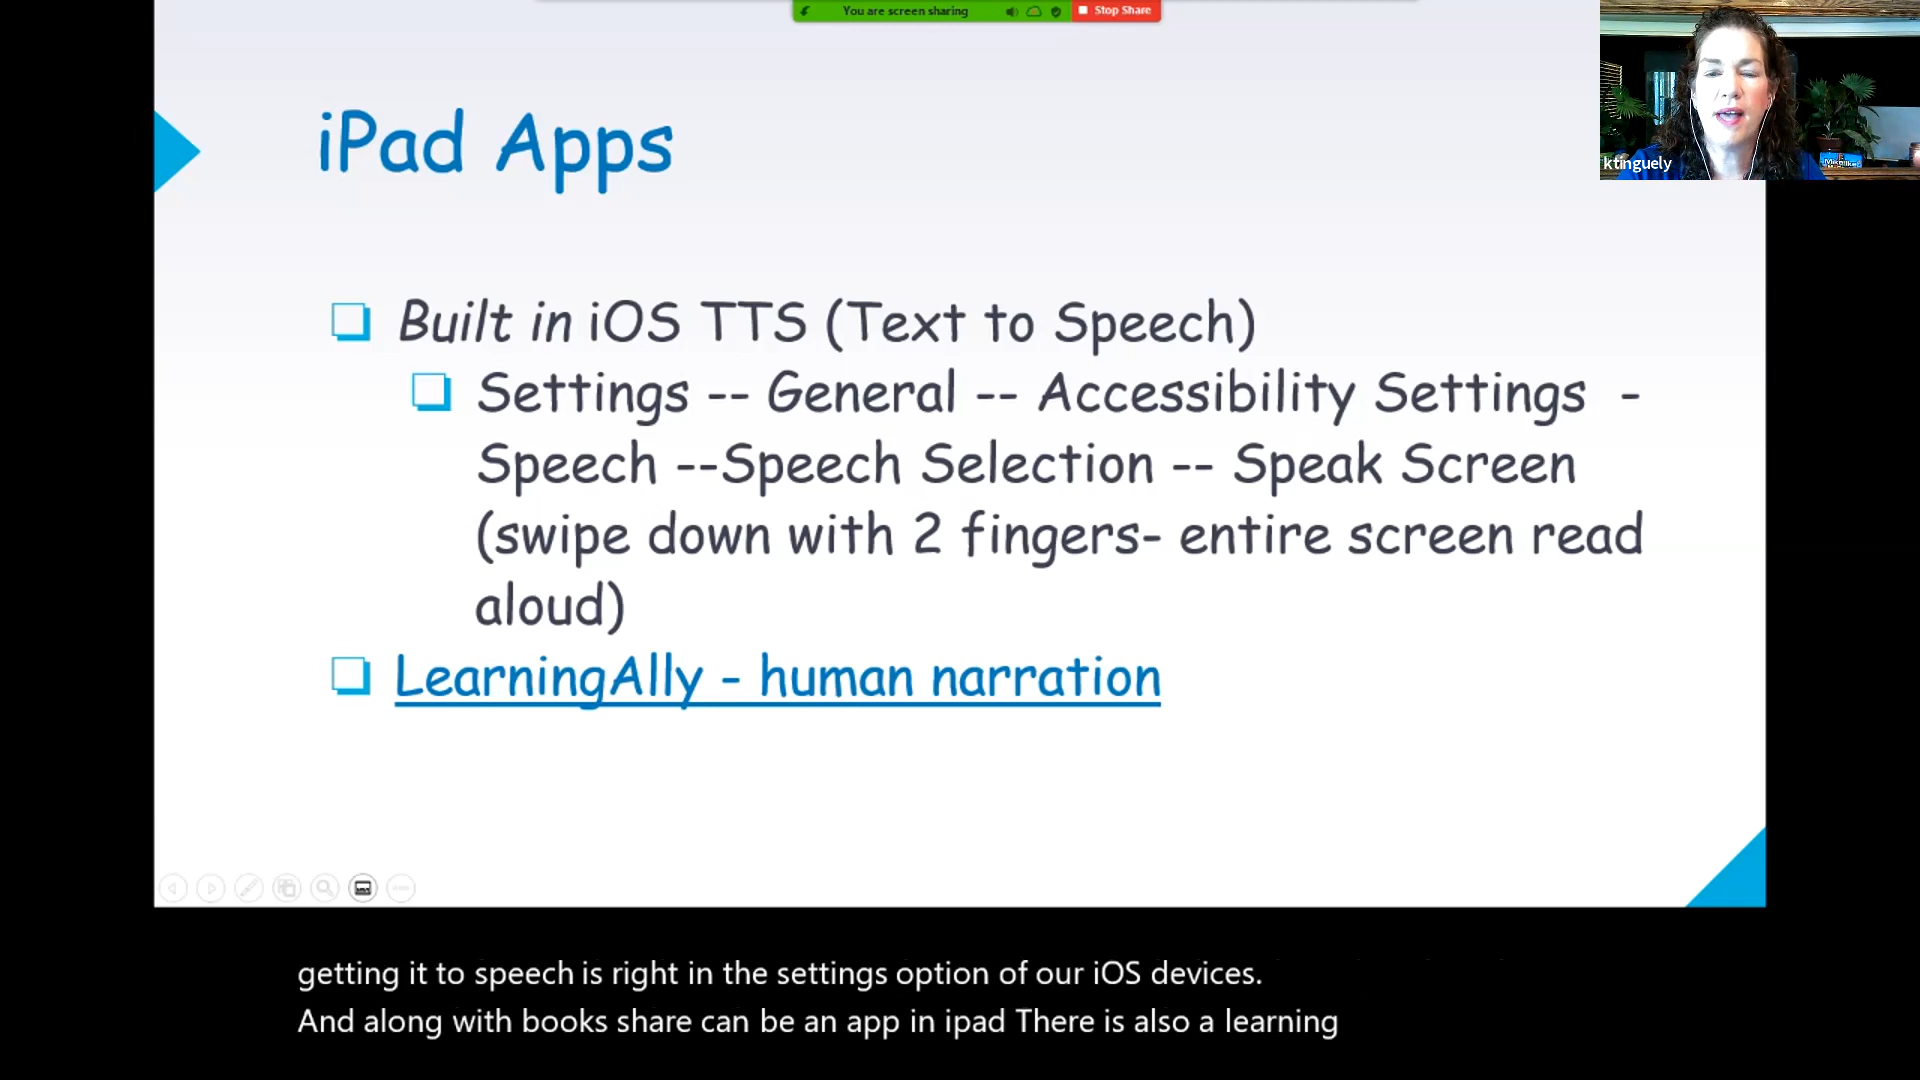 You are screen sharing
Stop Share
ktinguely
iPad Apps
Built in iOS TTS (Text to Speech)
Settings -- General -- Accessibility Settings -
Speech --Speech Selection -- Speak Screen
(swipe down with 2 fingers- entire screen read
aloud)
LearningAlly - human narration
getting it to speech is right in the settings option of our iOS devices.
And along with books share can be an app in ipad There is also a learning